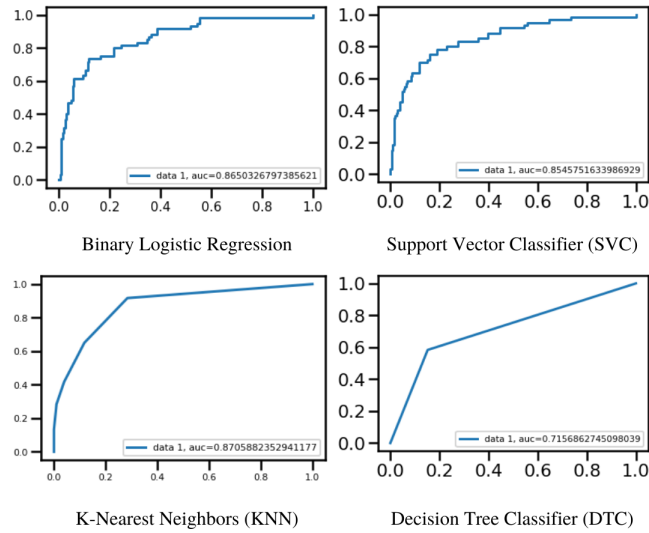 1.0
0.8
0.6
0.4
0.2
0.0
data 1, auc=0.8650326797385621
0.0 0.2 0.4 0.6 0.8 1.0
Binary Logistic Regression
1.0
0.8
0.6
0.4
0.2
0.0
data 1, auc=0.8545751633986929
0.0 0.2 0.4 0.6 0.8 1.0
Support Vector Classifier (SVC)
1.0
0.8
0.6
0.4
0.2
0.0
data 1, auc=0.8705882352941177
0.0 0.2 0.4 0.6 0.8 1.0
K-Nearest Neighbors (KNN)
1.0
0.8
0.6
0.4
0.2
0.0
data 1, auc=0.7156862745098039
0.0 0.2 0.4 0.6 0.8 1.0
Decision Tree Classifier (DTC)